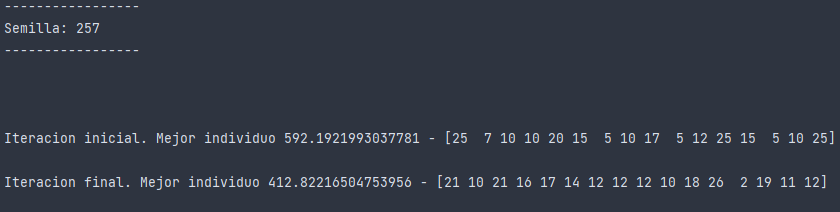 -----------------
Semilla: 257
-----------------
Iteracion inicial. Mejor individuo 592.1921993037781 - [25  7 10 10 20 15  5 10 17  5 12 25 15  5 10 25]
Iteracion final. Mejor individuo 412.82216504753956 - [21 10 21 16 17 14 12 12 12 10 18 26  2 19 11 12]